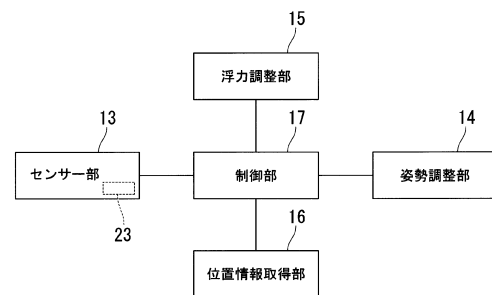 15
浮力調整部
13
17
14
センサー部
制御部
姿勢調整部
23
16
位置情報取得部